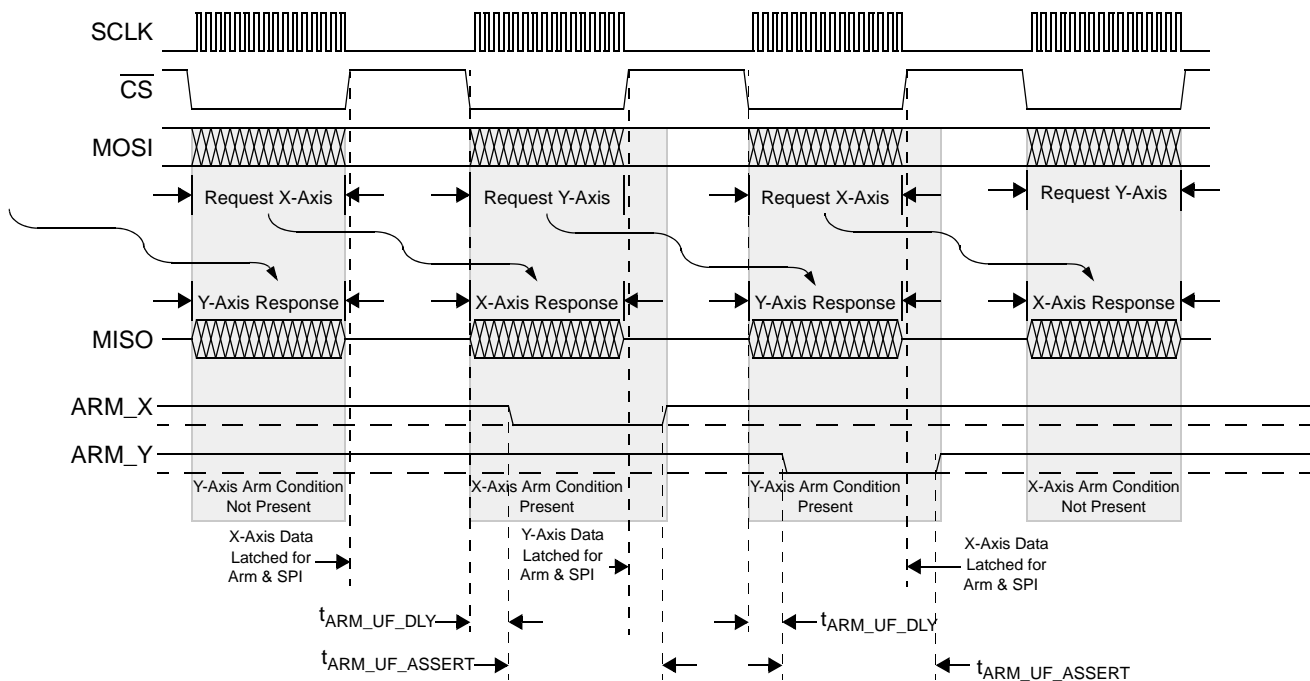 SCLK
CS
MOSI
Request X-Axis
Request Y-Axis
Request X-Axis
Request Y-Axis
Y-Axis Response
X-Axis Response
Y-Axis Response
X-Axis Response
MISO
ARM_X
ARM_Y
Y-Axis Arm Condition
Not Present
X-Axis Arm Condition
Present
Y-Axis Arm Condition
Present
X-Axis Arm Condition
Not Present
X-Axis Data
Latched for
Arm & SPI
Y-Axis Data
Latched for
Arm & SPI
X-Axis Data
Latched for
Arm & SPI
tARM_UF_DLY
tARM_UF_DLY
tARM_UF_ASSERT
tARM_UF_ASSERT